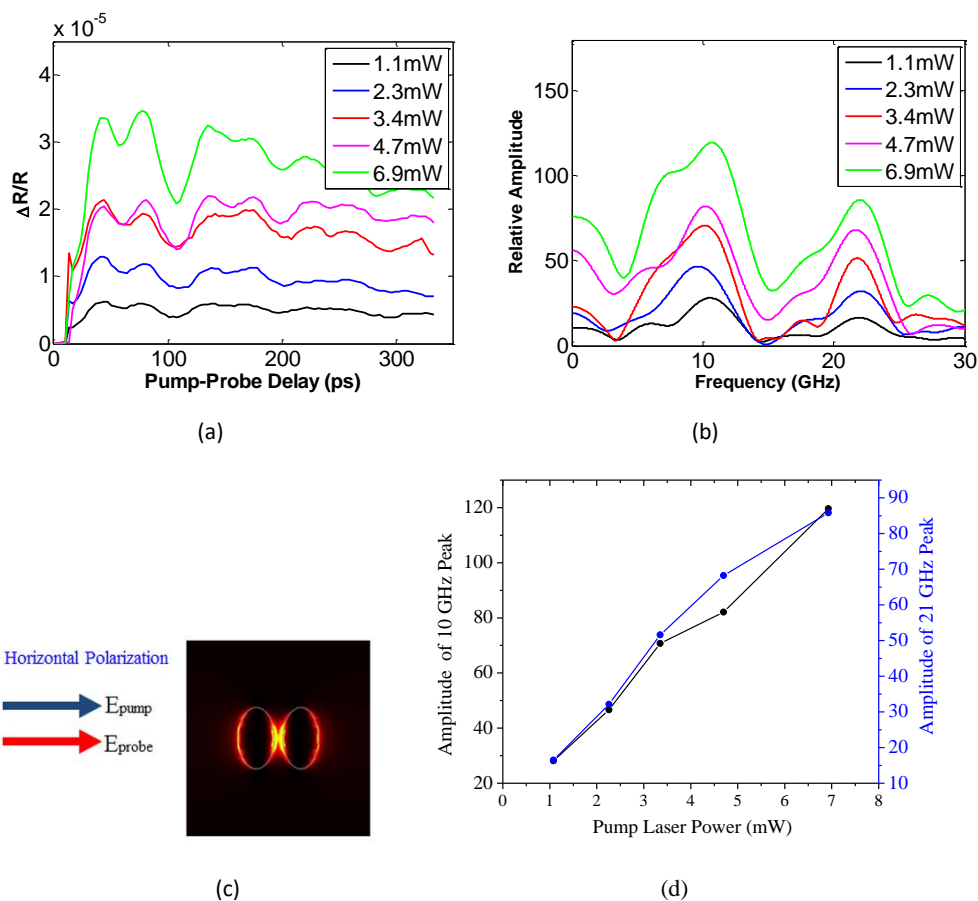 x 10^-5
4
3
2
1
0
ΔR/R
0 100 200 300
Pump-Probe Delay (ps)
1.1mW
2.3mW
3.4mW
4.7mW
6.9mW
(a)
150
100
50
0
Relative Amplitude
0 10 20 30
Frequency (GHz)
1.1mW
2.3mW
3.4mW
4.7mW
6.9mW
(b)
Horizontal Polarization
Epump
Eprobe
(c)
120
100
80
60
40
20
Amplitude of 10 GHz Peak
0 1 2 3 4 5 6 7 8
Pump Laser Power (mW)
90
80
70
60
50
40
30
20
10
Amplitude of 21 GHz Peak
(d)